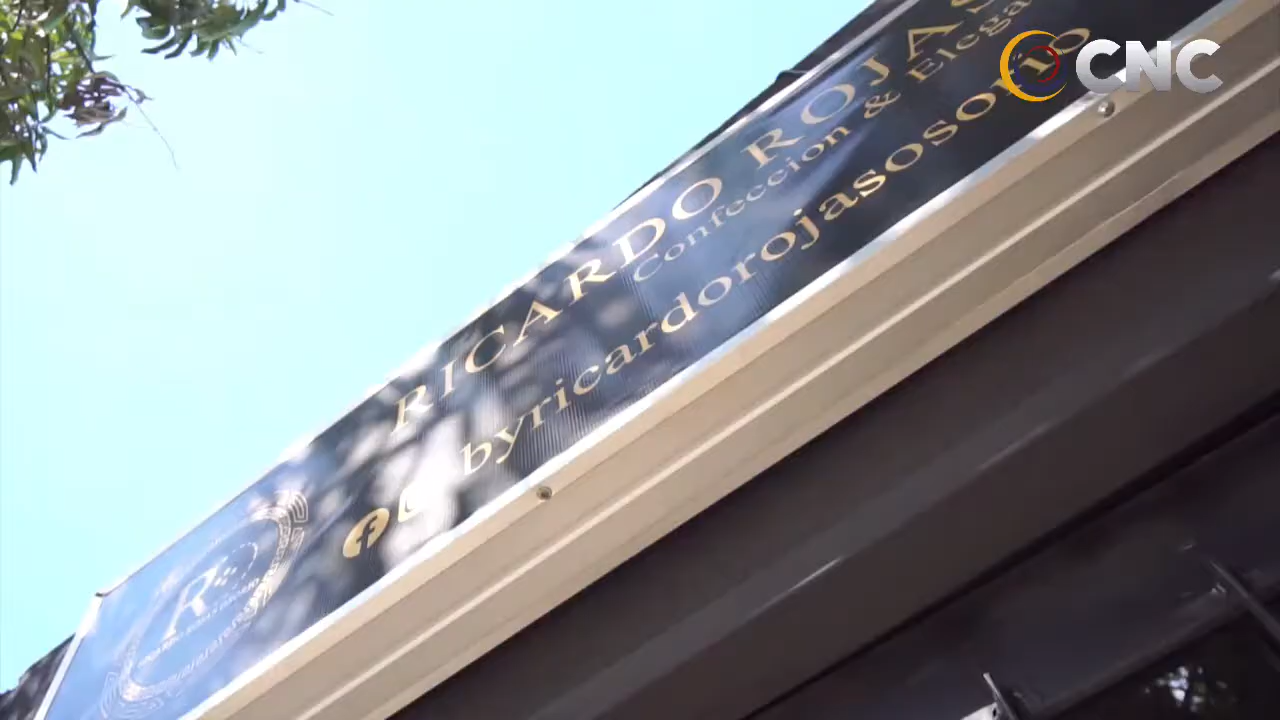 CNC
RICARDO ROJAS
Confeccion & Elega
byricardorojasosorio
R